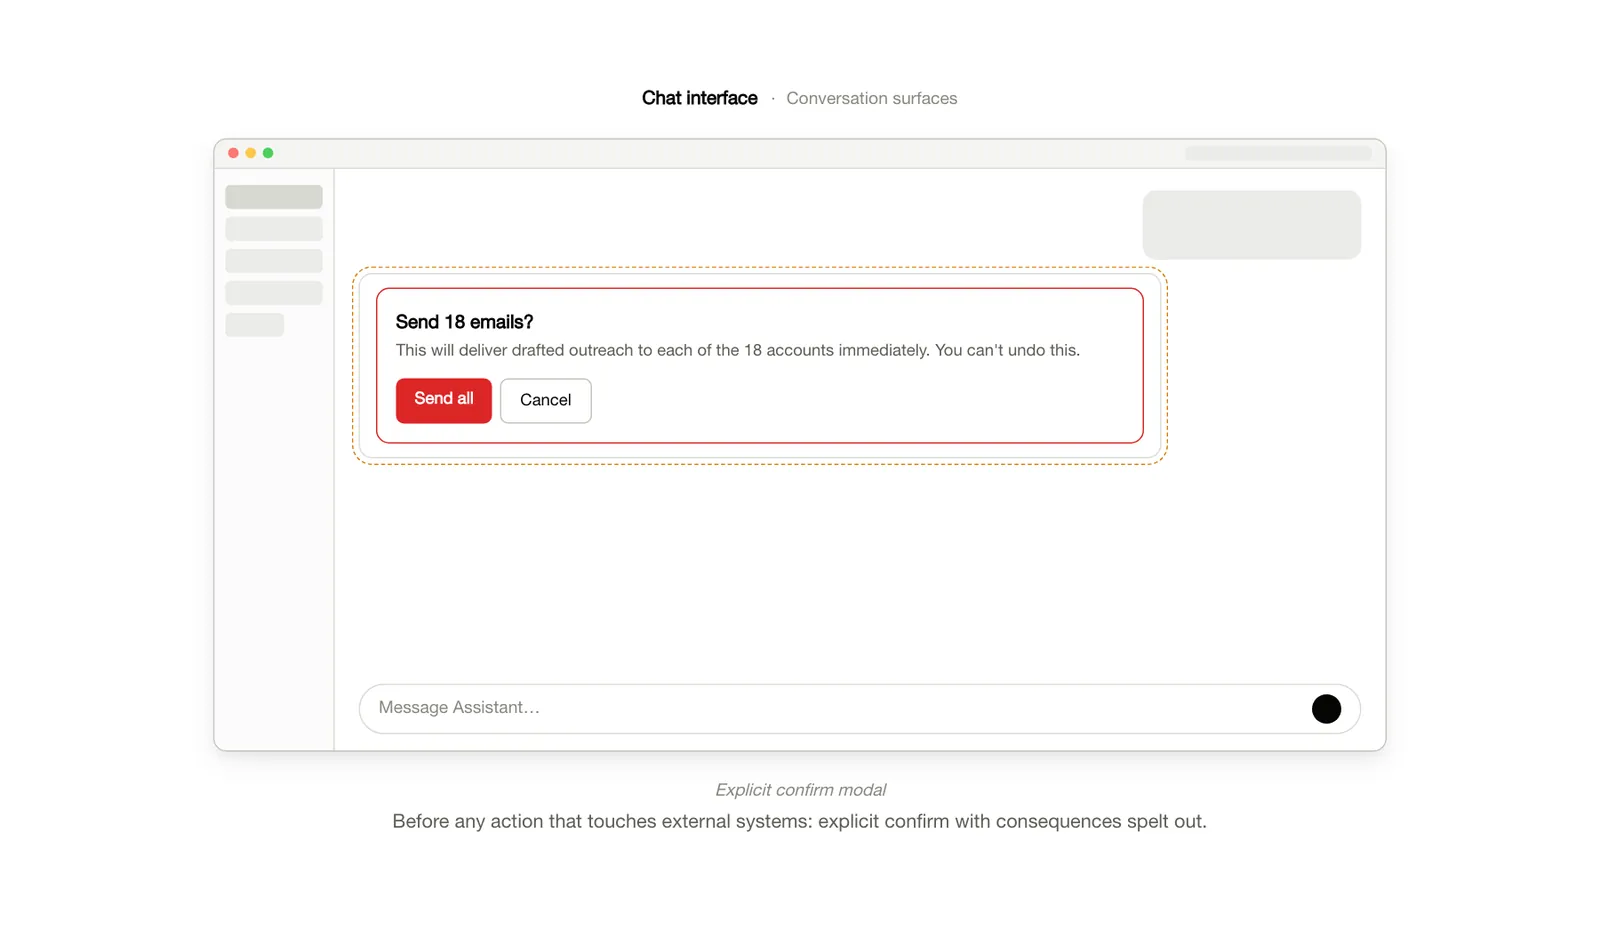 Chat interface · Conversation surfaces
Send 18 emails?
This will deliver drafted outreach to each of the 18 accounts immediately. You can't undo this.
Send all
Cancel
Message Assistant...
Explicit confirm modal
Before any action that touches external systems: explicit confirm with consequences spelt out.